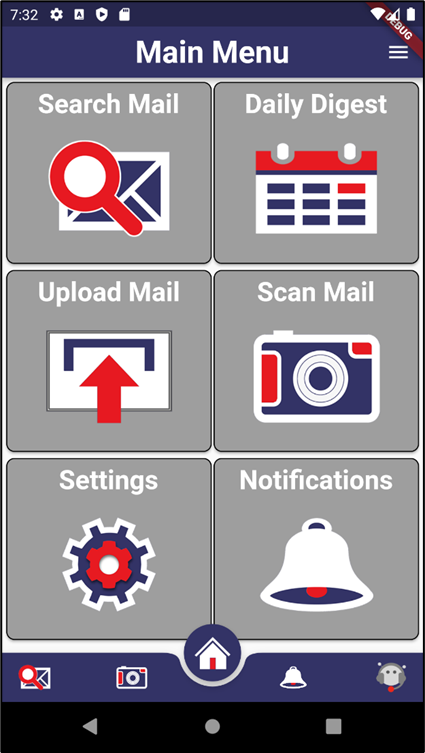 7:32
DEBUG
Main Menu
Search Mail
Daily Digest
Upload Mail
Scan Mail
Settings
Notifications